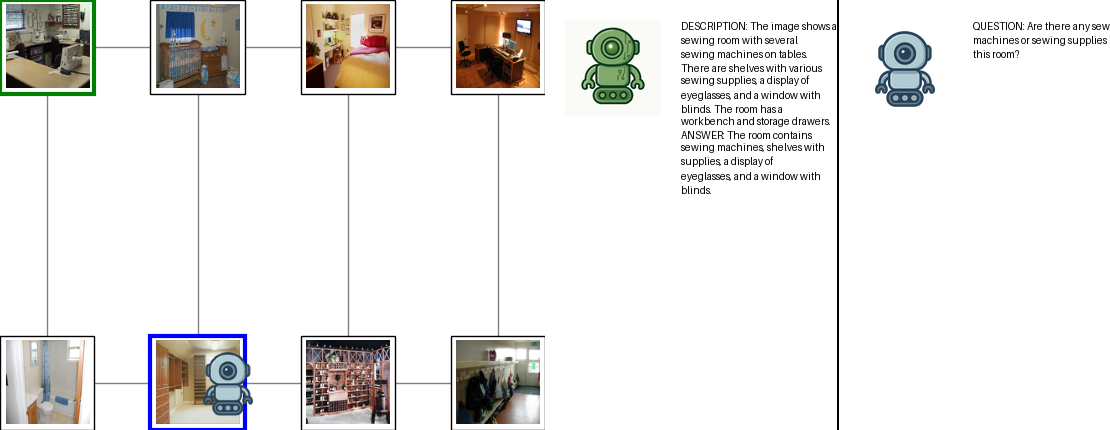 DESCRIPTION: The image shows a
sewing room with several
sewing machines on tables.
There are shelves with various
sewing supplies, a display of
eyeglasses, and a window with
blinds. The room has a
workbench and storage drawers.
ANSWER: The room contains
sewing machines, shelves with
supplies, a display of
eyeglasses, and a window with
blinds.
QUESTION: Are there any sew
machines or sewing supplies
this room?